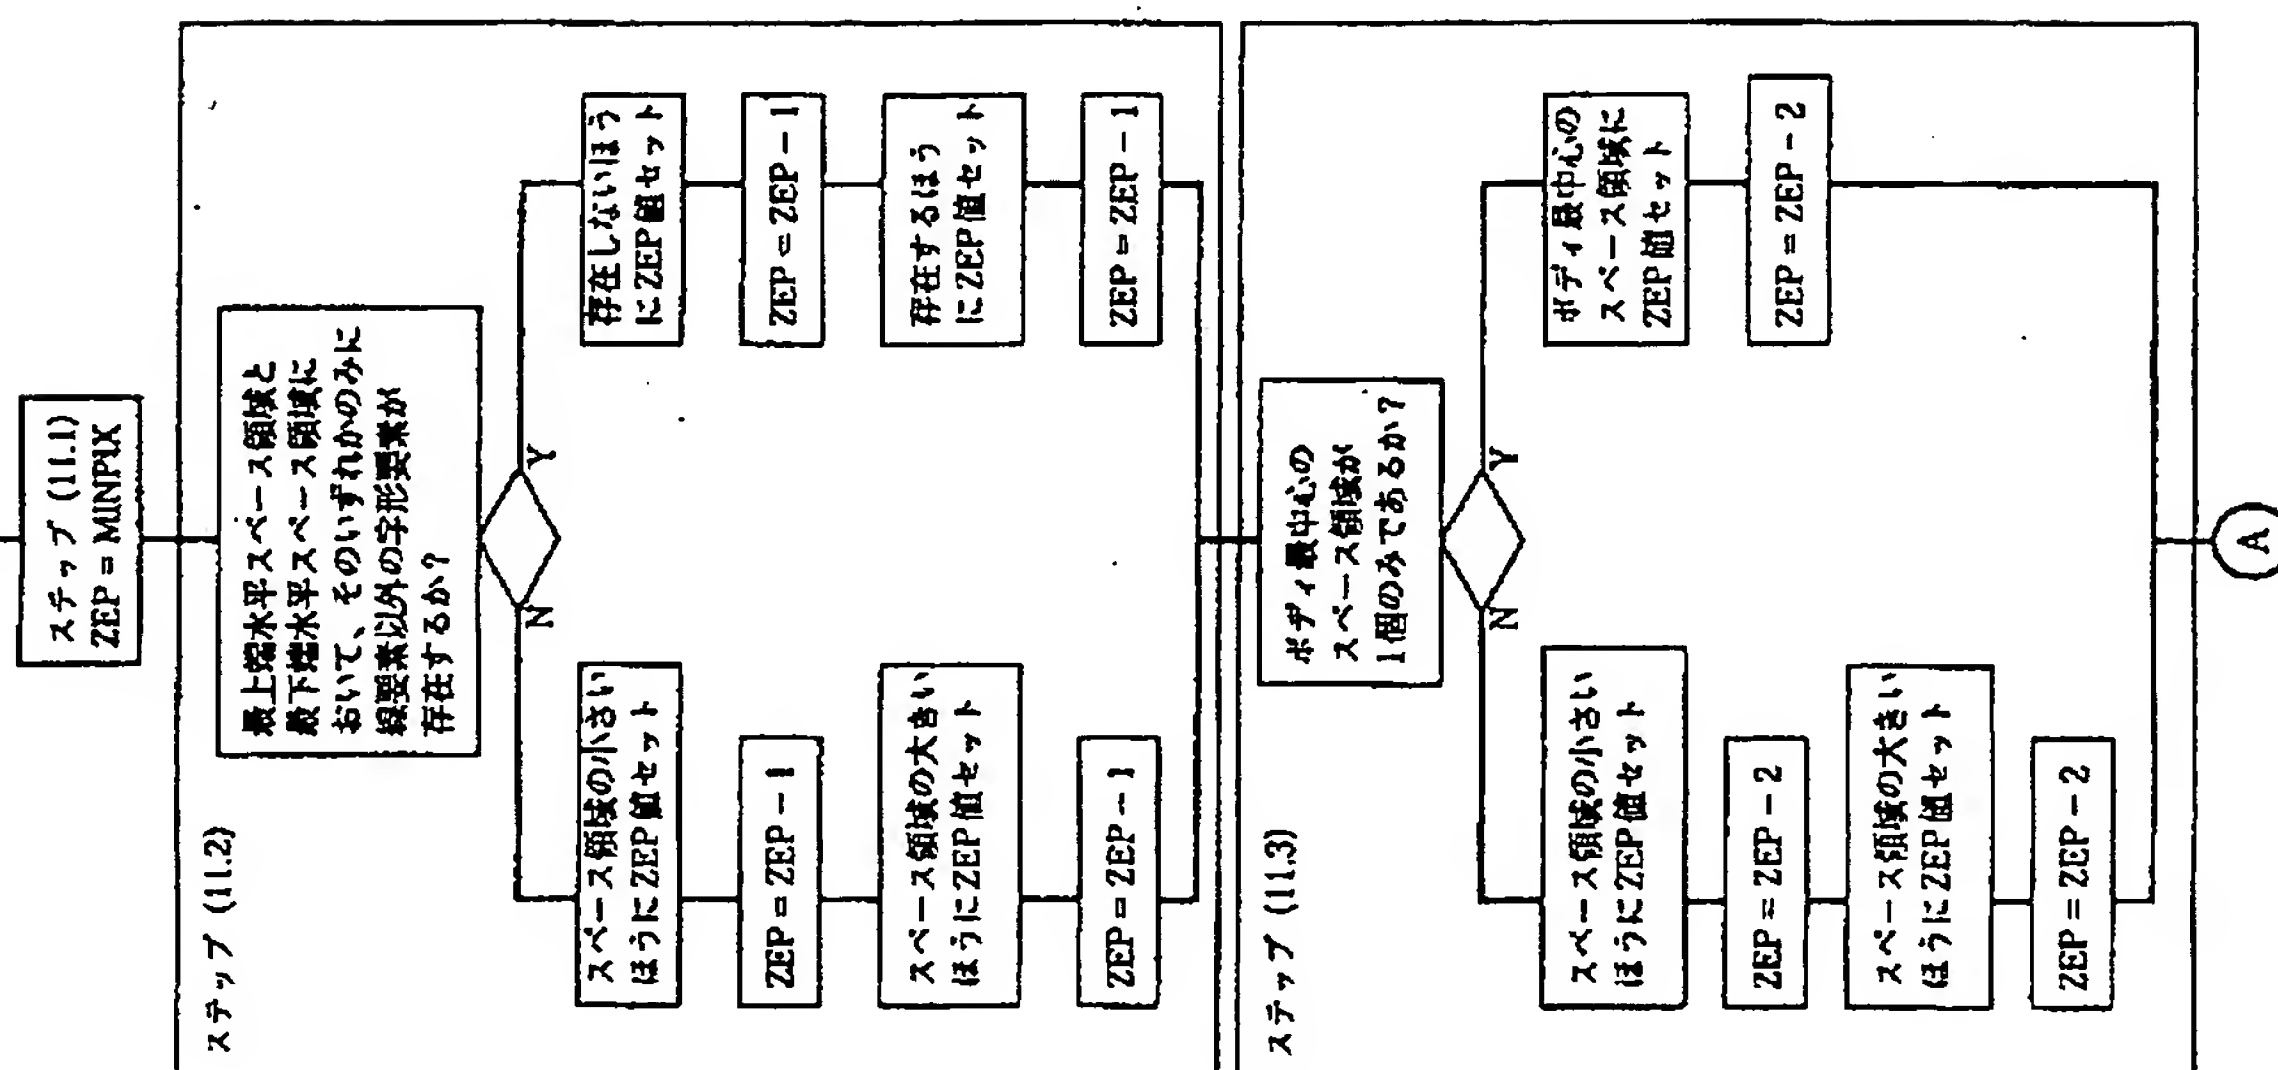 ステップ (11.1)
ZEP = MINPIX
ステップ (11.2)
最上端水平スペース領域と
最下端水平スペース領域に
おいて、そのいずれかのみに
線要素以外の字形要素が
存在するか?
N
Y
スペース領域の小さい
ほうにZEP値セット
ZEP = ZEP − 1
スペース領域の大きい
ほうにZEP値セット
ZEP = ZEP − 1
存在しないほう
にZEP値セット
ZEP = ZEP − 1
存在するほう
にZEP値セット
ZEP = ZEP − 1
ステップ (11.3)
ボディ最中心の
スペース領域が
1個のみであるか?
N
Y
スペース領域の小さい
ほうにZEP値セット
ZEP = ZEP − 2
スペース領域の大きい
ほうにZEP値セット
ZEP = ZEP − 2
ボディ最中心の
スペース領域に
ZEP値セット
ZEP = ZEP − 2
A